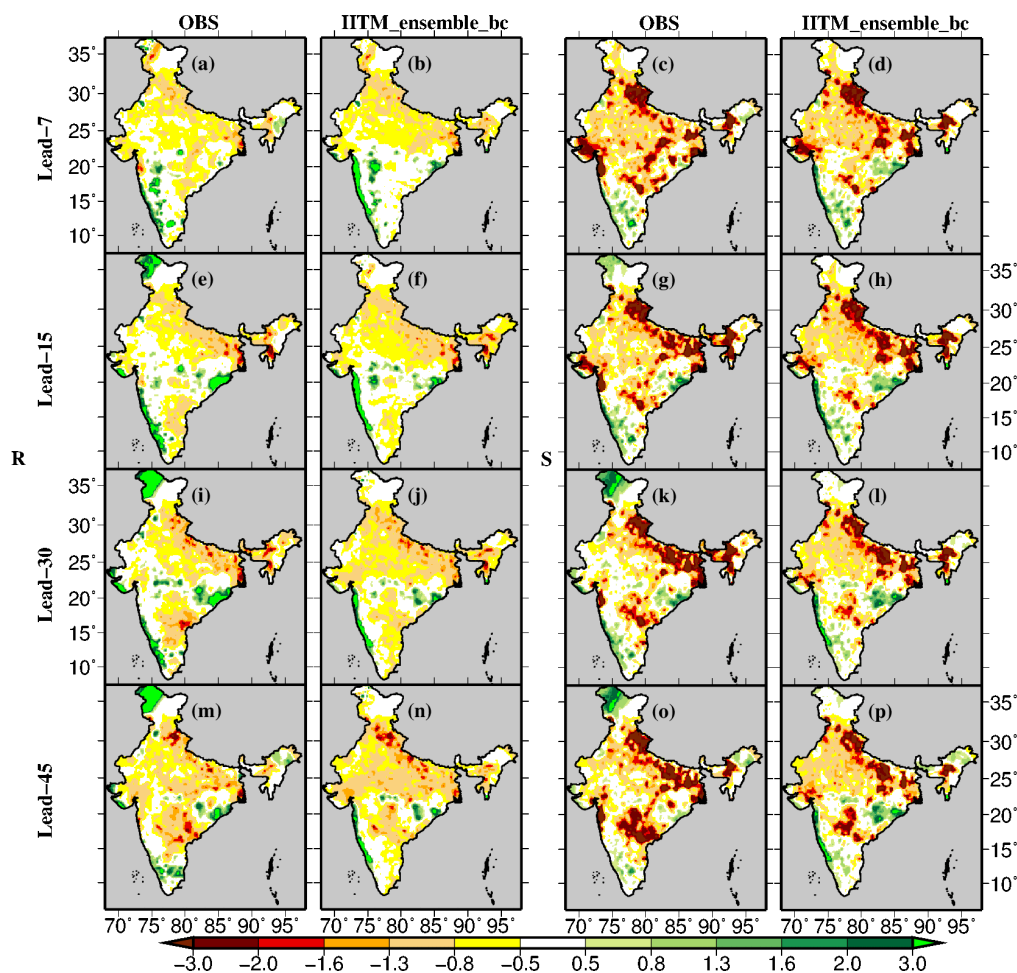 OBS IITM_ensemble_bc OBS IITM_ensemble_bc
Lead−7 35˚ 30˚ 25˚ 20˚ 15˚ 10˚ (a) (b) (c) (d)
Lead−15 (e) (f) (g) (h) 35˚ 30˚ 25˚ 20˚ 15˚ 10˚
R S
Lead−30 35˚ 30˚ 25˚ 20˚ 15˚ 10˚ (i) (j) (k) (l)
Lead−45 (m) (n) (o) (p) 35˚ 30˚ 25˚ 20˚ 15˚ 10˚
70˚ 75˚ 80˚ 85˚ 90˚ 95˚ 70˚ 75˚ 80˚ 85˚ 90˚ 95˚ 70˚ 75˚ 80˚ 85˚ 90˚ 95˚ 70˚ 75˚ 80˚ 85˚ 90˚ 95˚
−3.0 −2.0 −1.6 −1.3 −0.8 −0.5 0.5 0.8 1.3 1.6 2.0 3.0